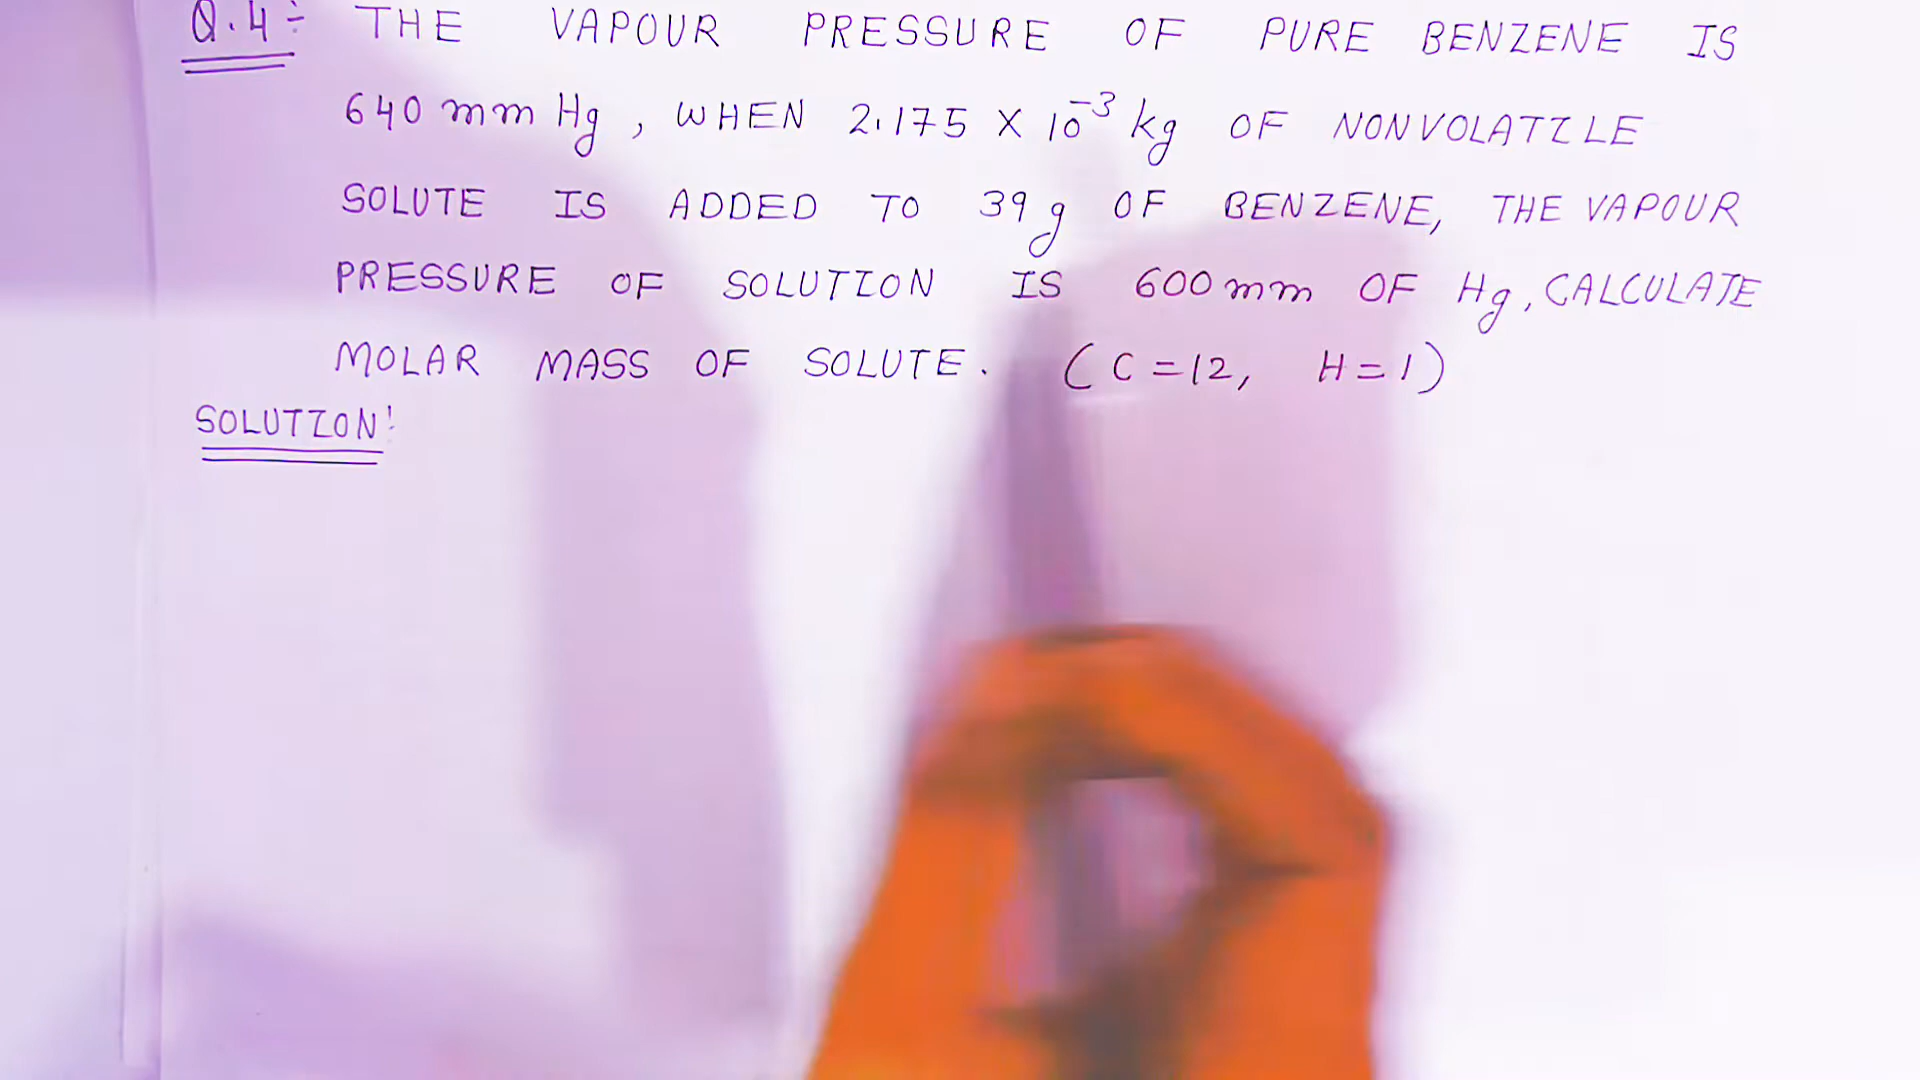 Q.4÷ THE VAPOUR PRESSURE OF PURE BENZENE IS
640 mm Hg, WHEN 2.175 × 10⁻³ kg OF NONVOLATILE
SOLUTE IS ADDED TO 39 g OF BENZENE, THE VAPOUR
PRESSURE OF SOLUTION IS 600 mm OF Hg, CALCULATE
MOLAR MASS OF SOLUTE. (C=12, H=1)
SOLUTION: